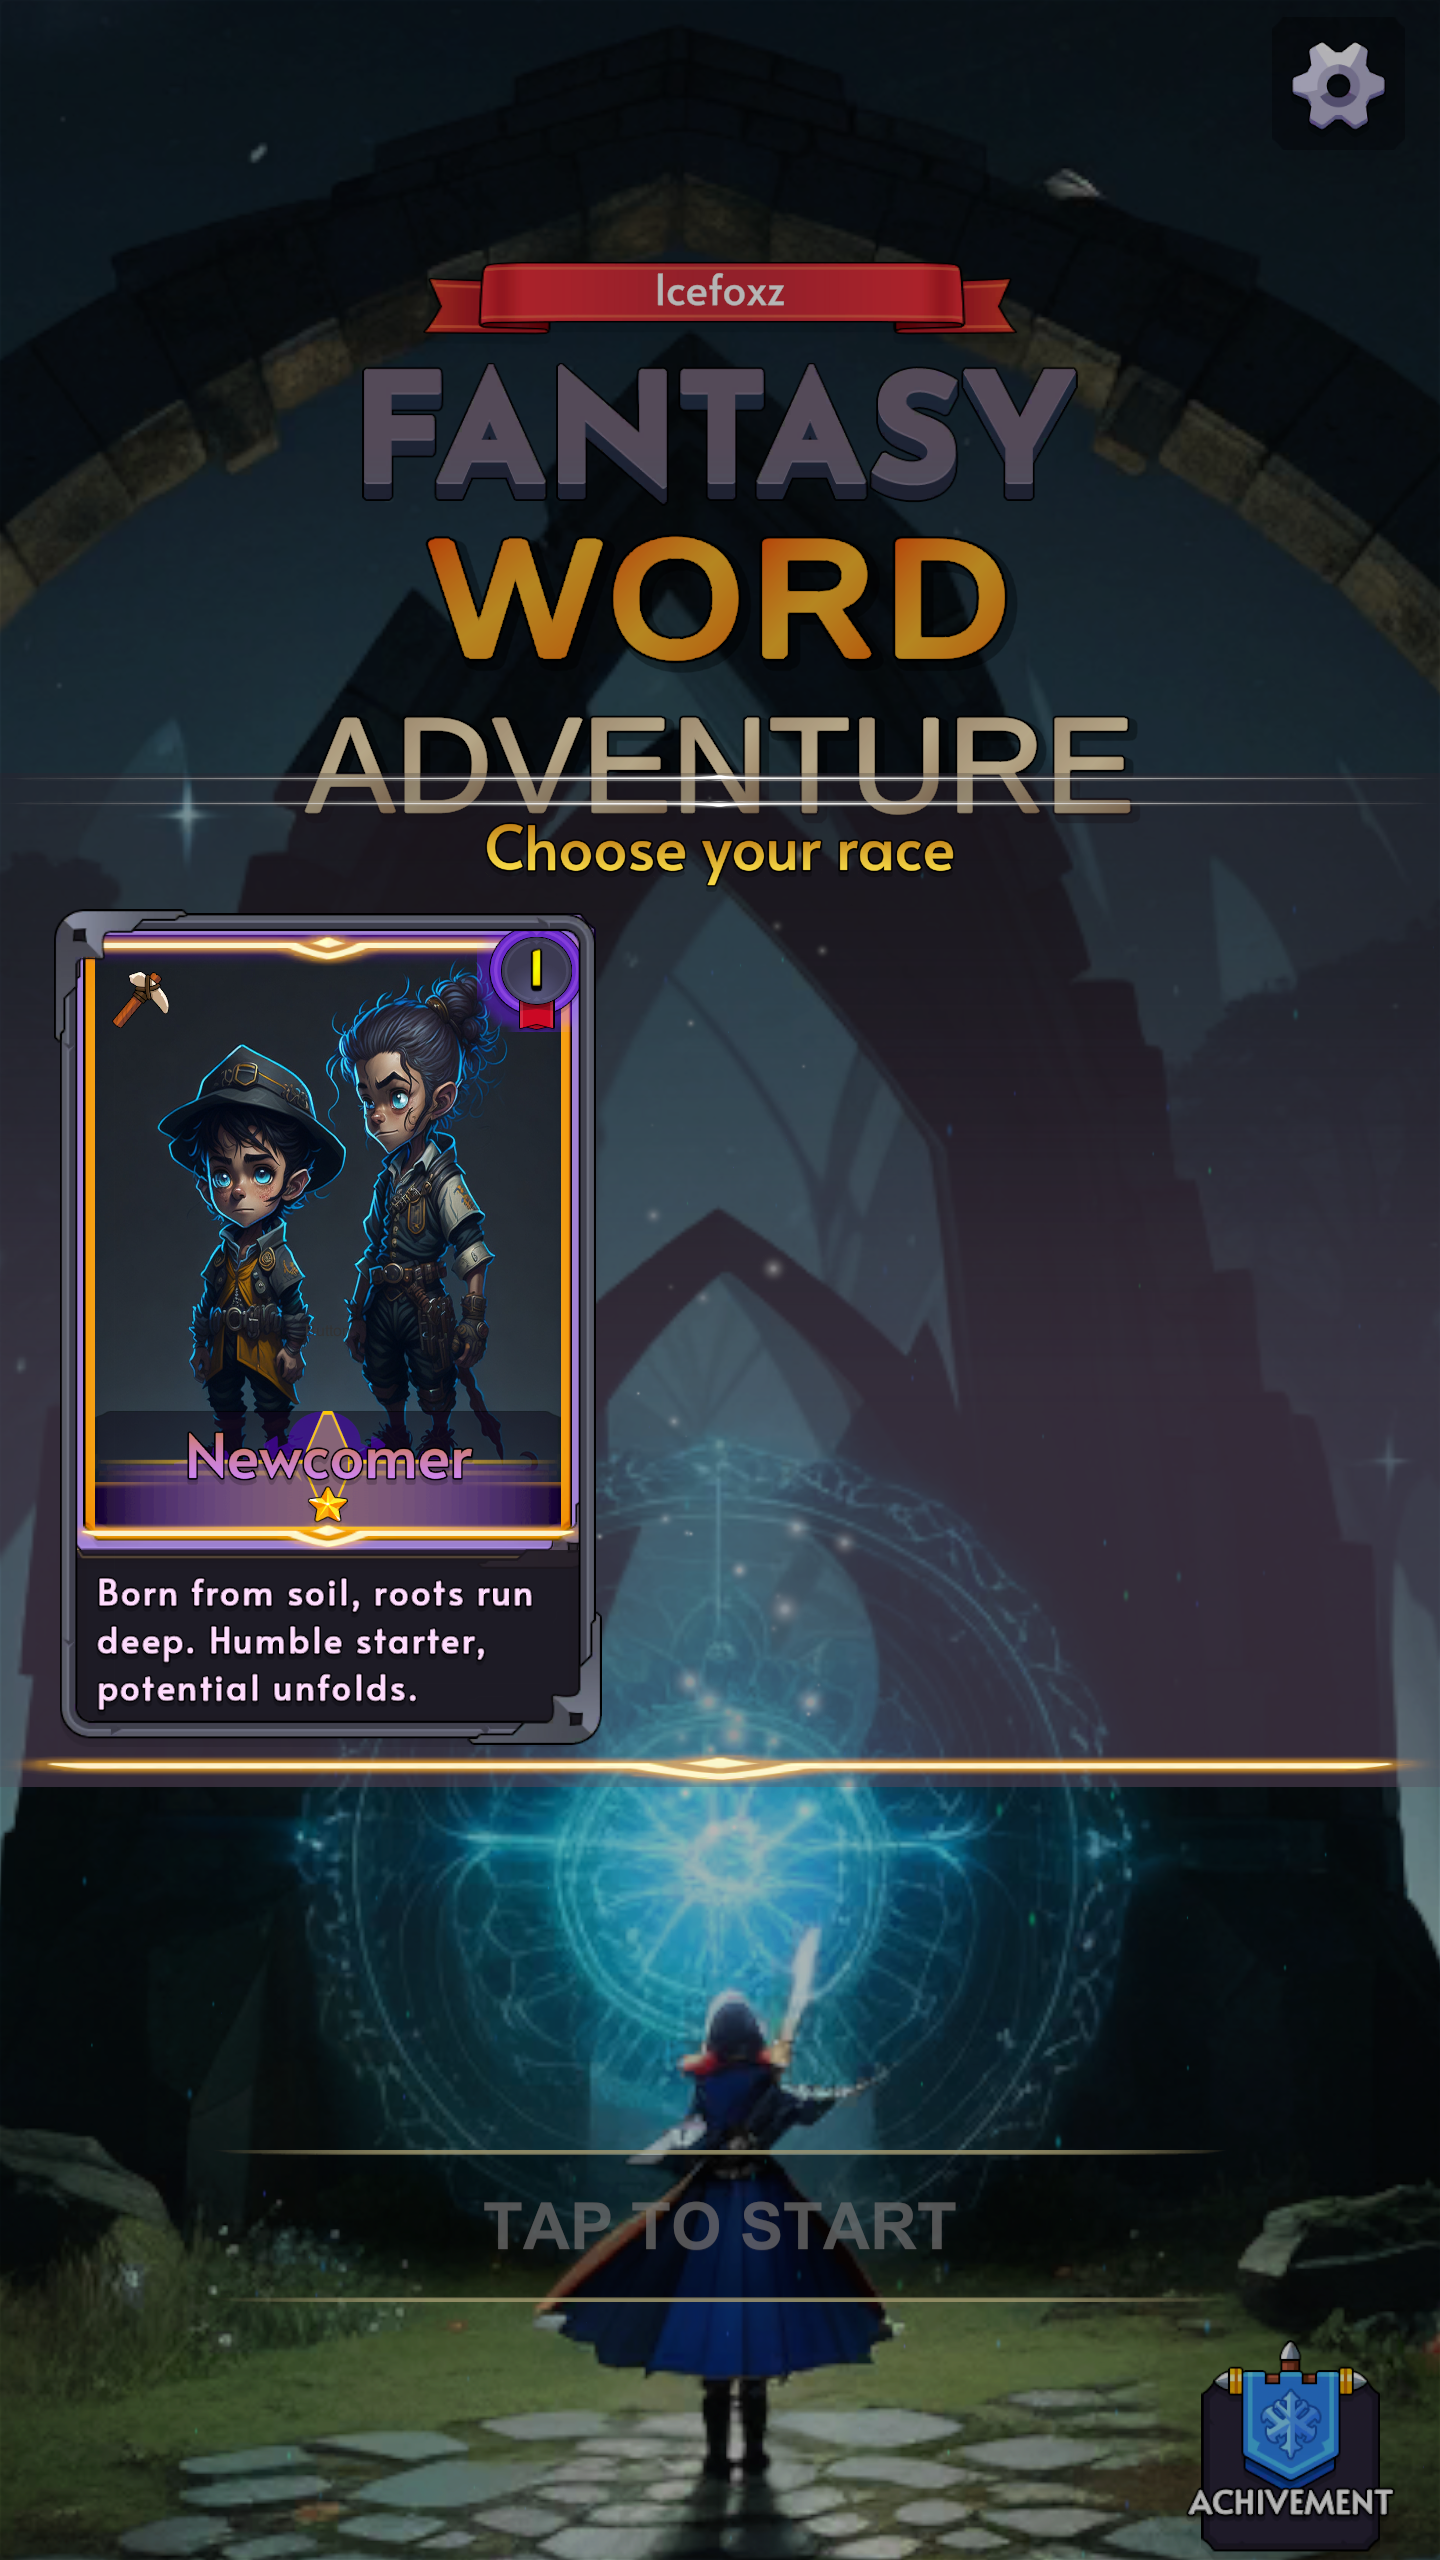 Icefoxz
FANTASY
WORD
ADVENTURE
Choose your race
I
Newcomer
Born from soil, roots run
deep. Humble starter,
potential unfolds.
TAP TO START
ACHIVEMENT